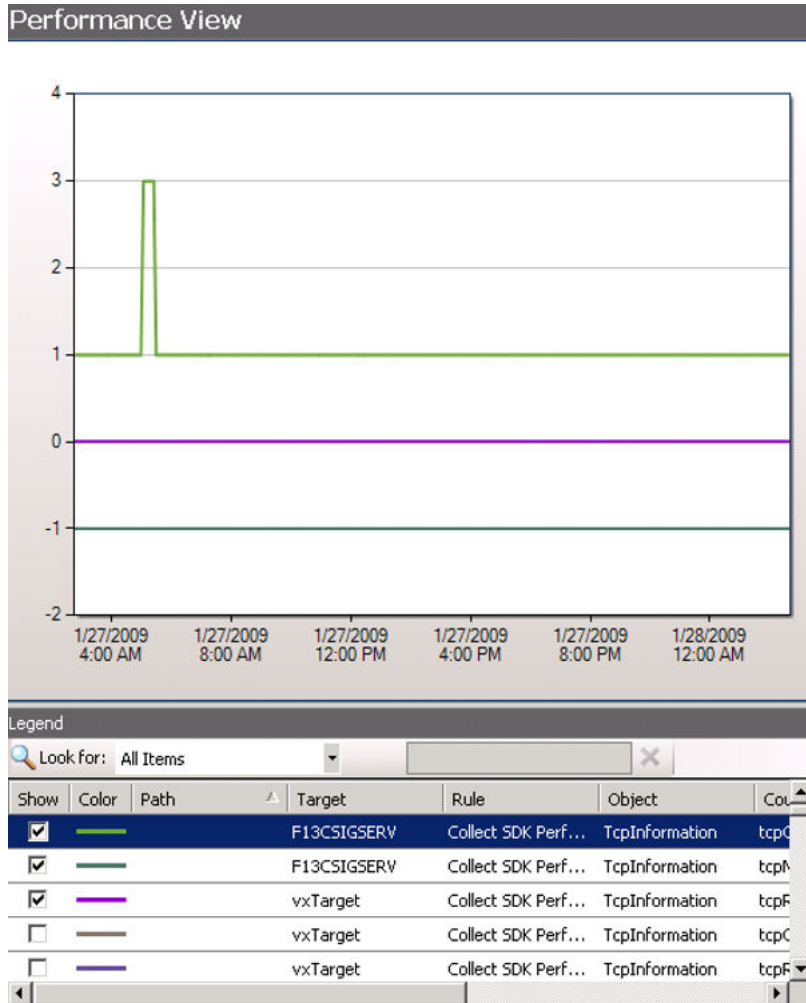 Performance View
4
3
2
1
0
-1
-2
1/27/2009 1/27/2009 1/27/2009 1/27/2009 1/27/2009 1/28/2009
4:00 AM 8:00 AM 12:00 PM 4:00 PM 8:00 PM 12:00 AM
Legend
Look for: All Items
Show Color Path Target Rule Object
F13CSIGSERV Collect SDK Perf... TcpInformation
F13CSIGSERV Collect SDK Perf... TcpInformation
vxTarget Collect SDK Perf... TcpInformation
vxTarget Collect SDK Perf... TcpInformation
vxTarget Collect SDK Perf... TcpInformation